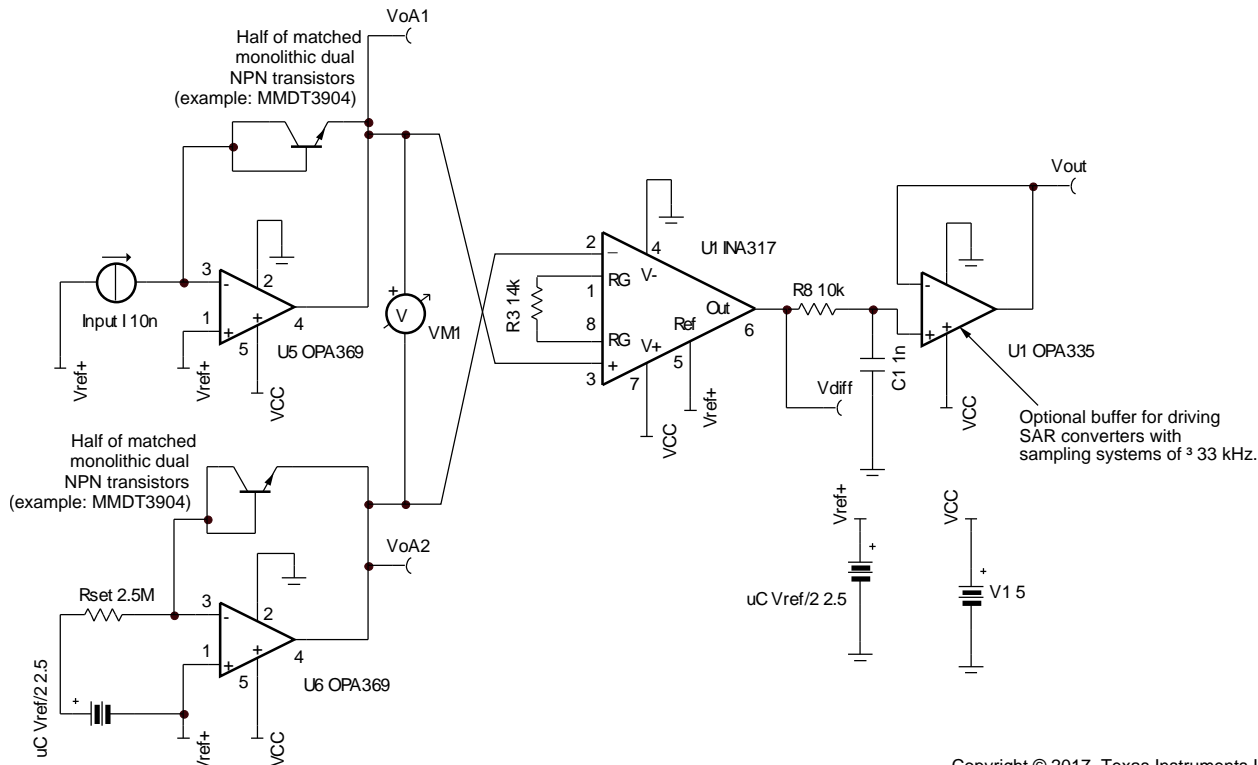 VoA1
Half of matched
monolithic dual
NPN transistors
(example: MMDT3904)
3
-
2
1
+
+
4
5
Input I 10n
U5 OPA369
Vref+
Vref+
VCC
+
V
VM1
Half of matched
monolithic dual
NPN transistors
(example: MMDT3904)
VoA2
Rset 2.5M
3
-
2
1
+
+
4
5
U6 OPA369
uC Vref/2 2.5
+
Vref+
VCC
2
_
4
U1 INA317
RG
V-
1
R3 14k
Out
8
Ref
6
RG
V+
5
+
3
7
VCC
Vref+
R8 10k
Vdiff
C1 1n
Vout
-
+
+
U1 OPA335
VCC
Optional buffer for driving
SAR converters with
sampling systems of ³ 33 kHz.
Vref+
+
uC Vref/2 2.5
VCC
+
V1 5